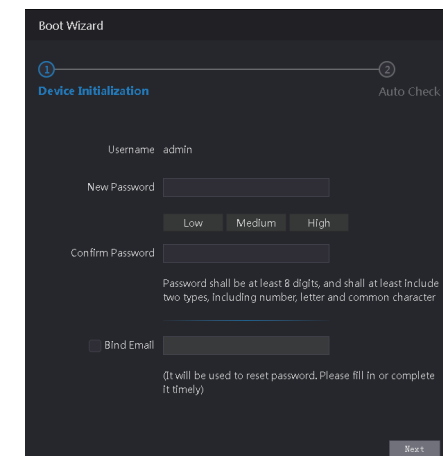 Boot Wizard
1
2
Device Initialization
Auto Check
Username admin
New Password
Low Medium High
Confirm Password
Password shall be at least 8 digits, and shall at least include
two types, including number, letter and common character
Bind Email
(It will be used to reset password. Please fill in or complete
it timely)
Next